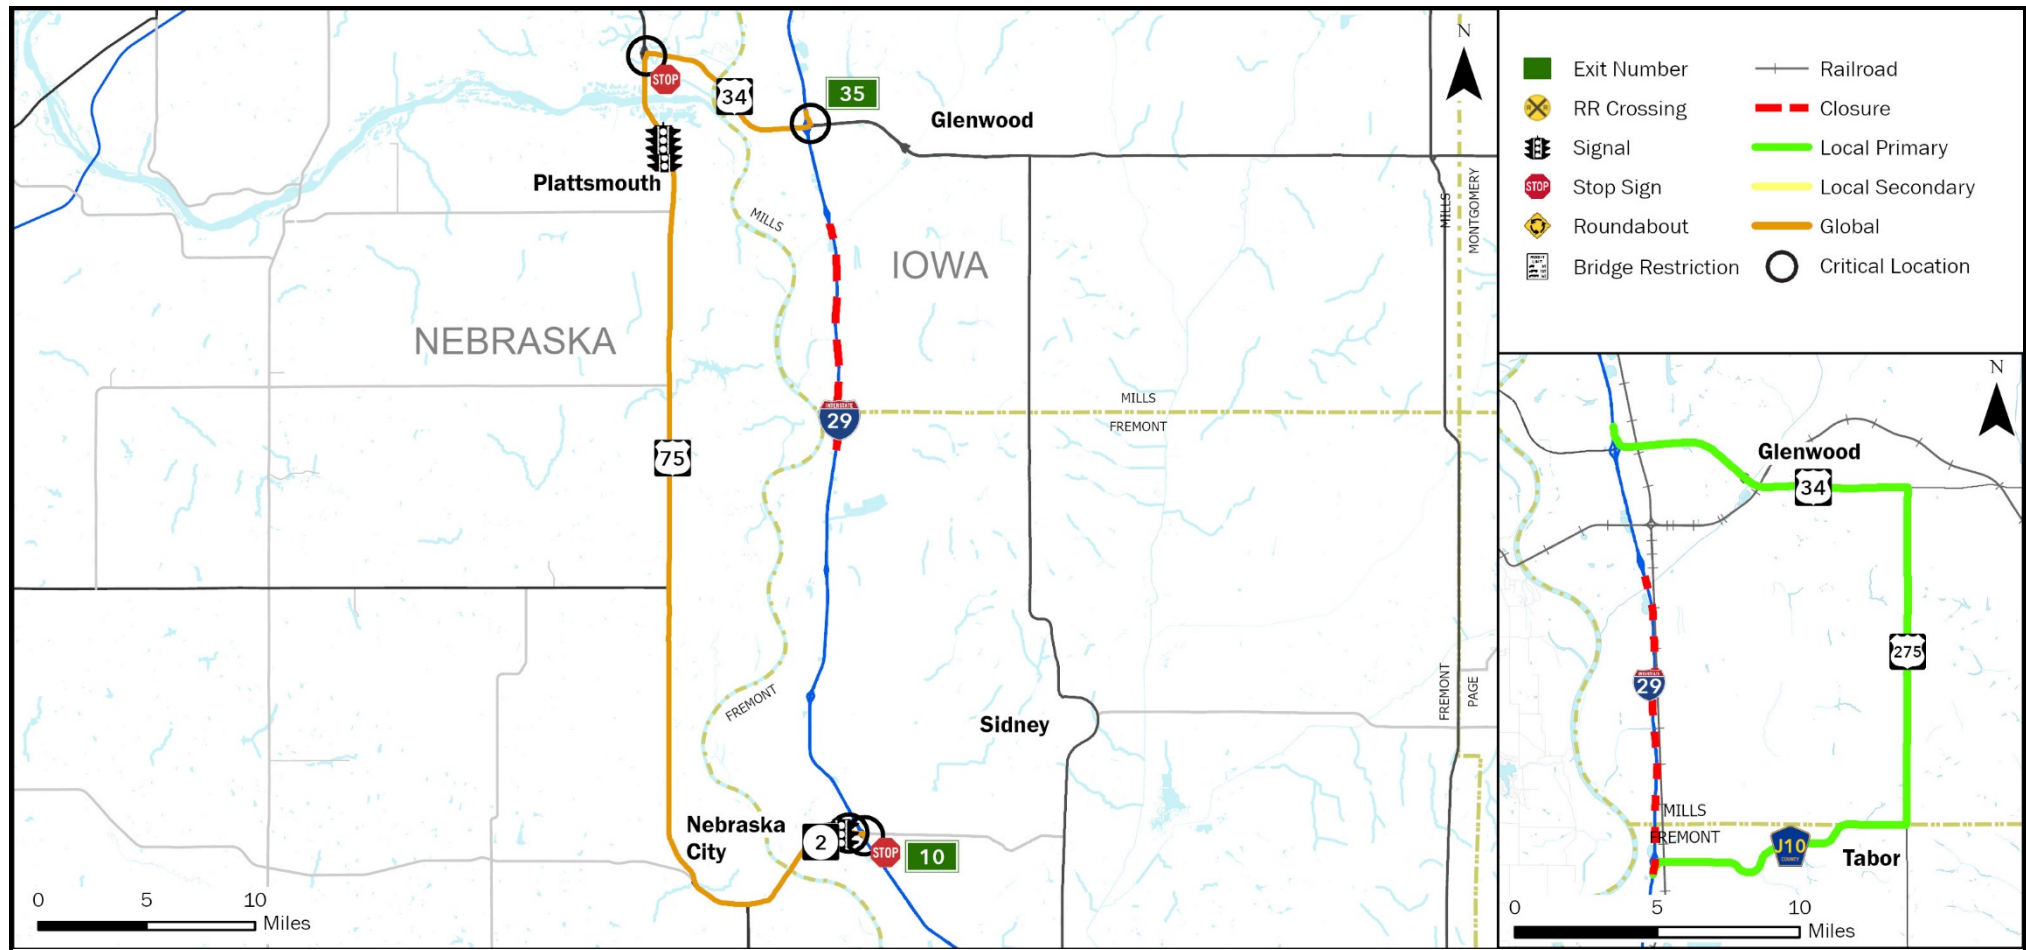 N
STOP
34
35
Glenwood
Plattsmouth
MILLS
MILLS
MONTGOMERY
IOWA
NEBRASKA
MILLS
INTERSTATE
29
FREMONT
75
FREMONT
FREMONT
PAGE
Sidney
Nebraska
City
2
STOP
10
0 5 10
Miles
Exit Number
RR Crossing
Signal
STOP
Stop Sign
Roundabout
Bridge Restriction
Railroad
Closure
Local Primary
Local Secondary
Global
Critical Location
N
Glenwood
34
275
29
MILLS
FREMONT
J10
COUNTY
Tabor
0 5 10
Miles